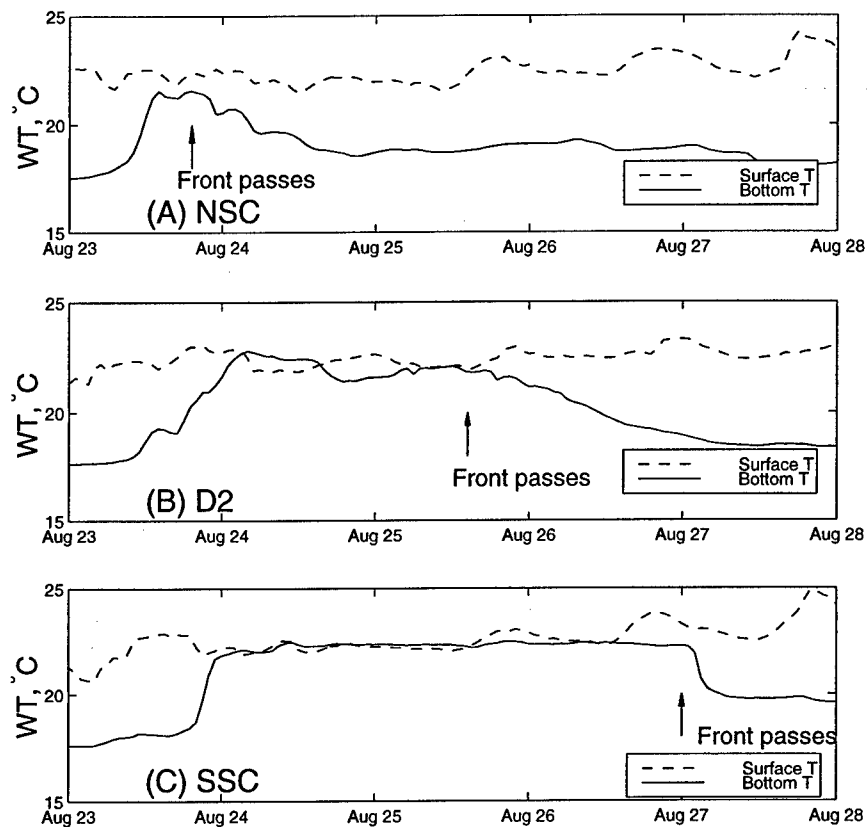 25
20
15
WT, °C
Front passes
Surface T
Bottom T
(A) NSC
Aug 23 Aug 24 Aug 25 Aug 26 Aug 27 Aug 28
25
20
15
WT, °C
Front passes
Surface T
Bottom T
(B) D2
Aug 23 Aug 24 Aug 25 Aug 26 Aug 27 Aug 28
25
20
15
WT, °C
Front passes
Surface T
Bottom T
(C) SSC
Aug 23 Aug 24 Aug 25 Aug 26 Aug 27 Aug 28